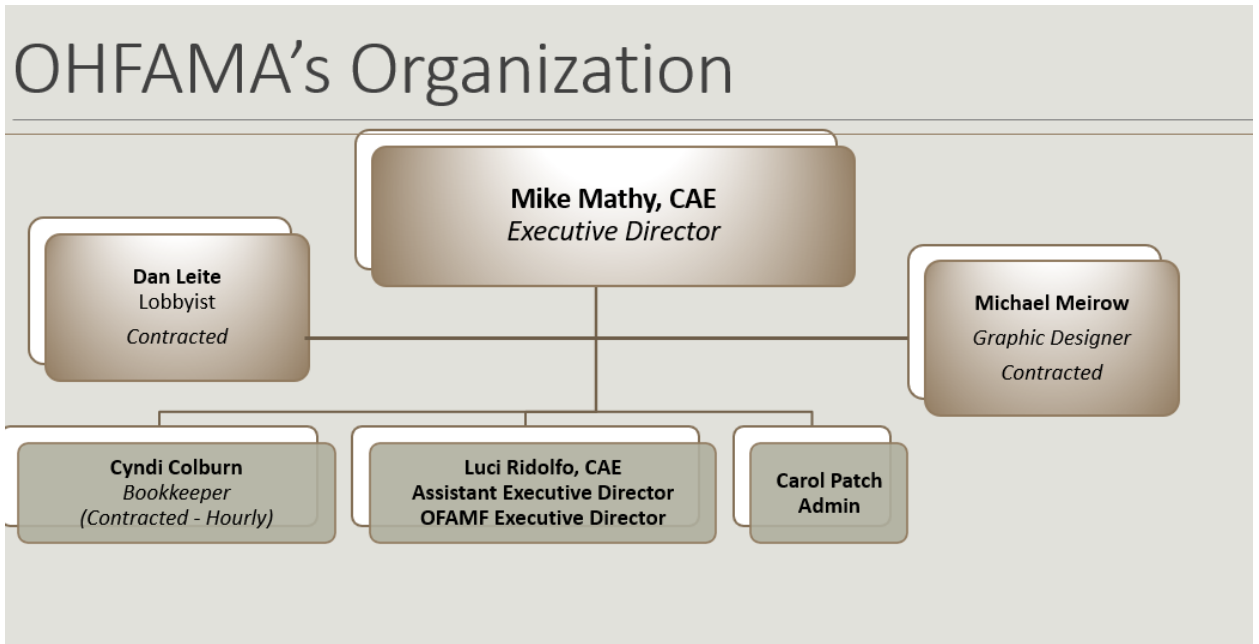 OHFAMA’s Organization
Mike Mathy, CAE
Executive Director
Dan Leite
Lobbyist
Contracted
Michael Meirow
Graphic Designer
Contracted
Cyndi Colburn
Bookkeeper
(Contracted - Hourly)
Luci Ridolfo, CAE
Assistant Executive Director
OFAMF Executive Director
Carol Patch
Admin